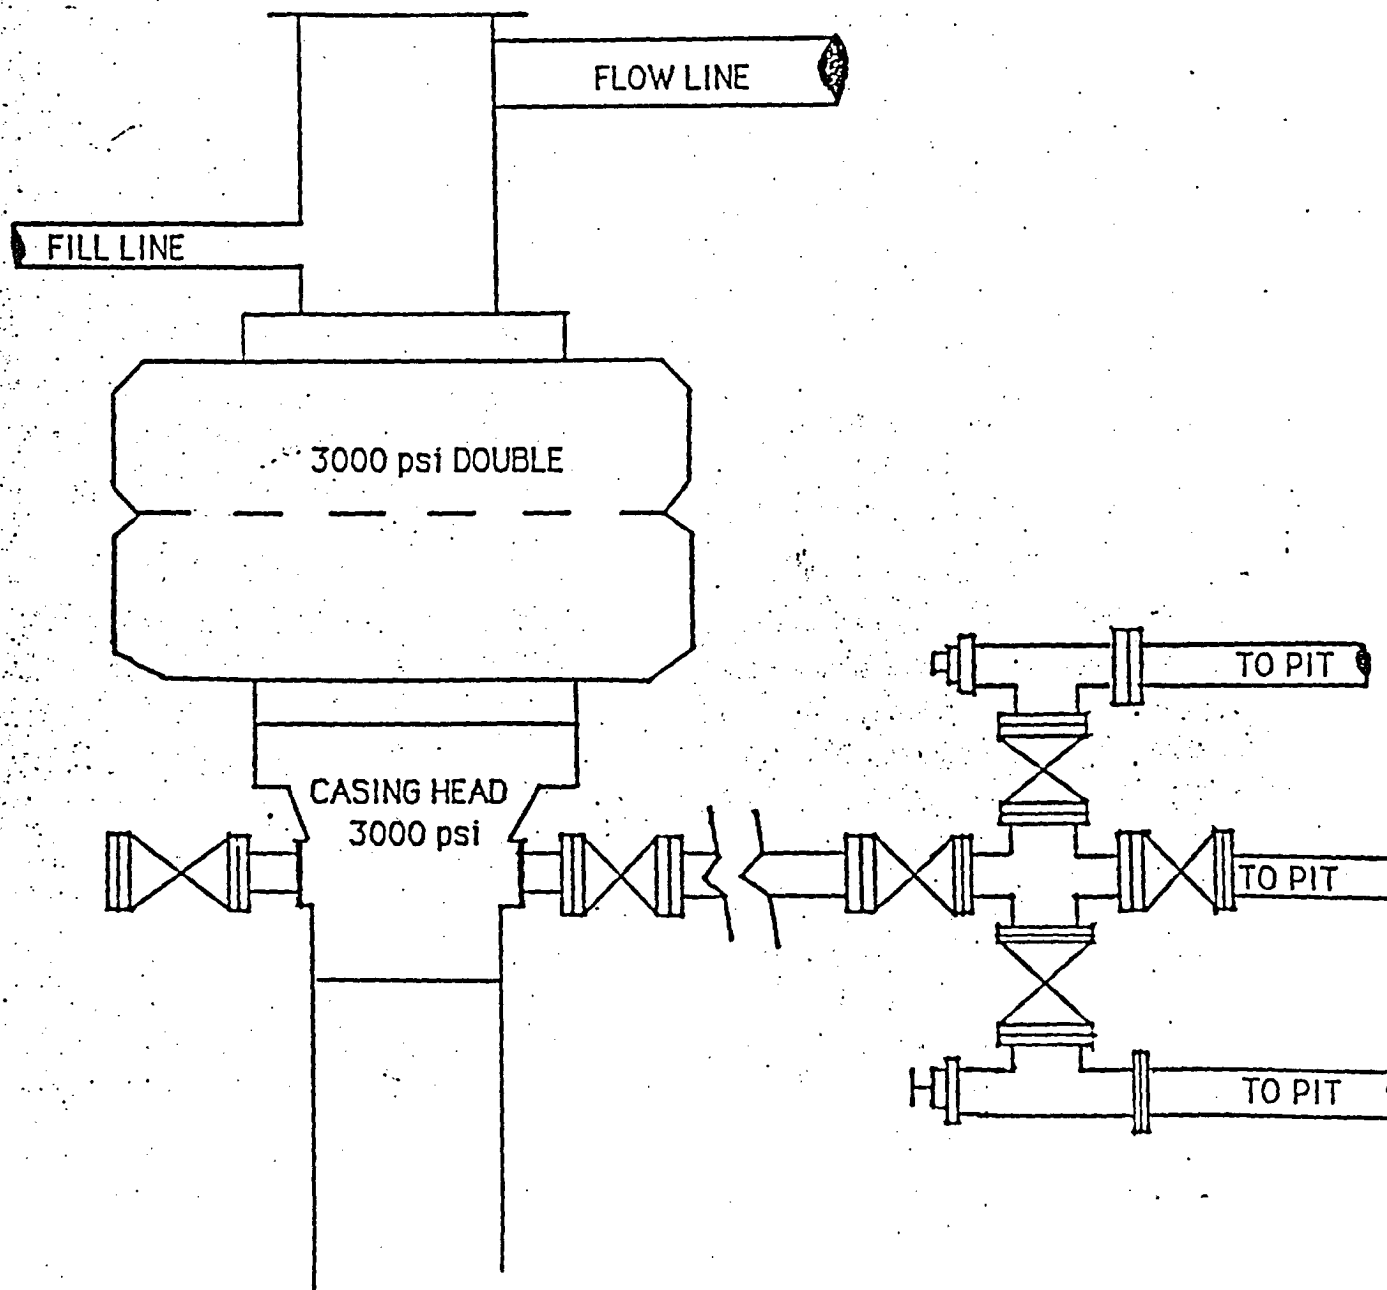 FLOW LINE
FILL LINE
3000 psi DOUBLE
TO PIT
CASING HEAD
3000 psi
TO PIT
TO PIT